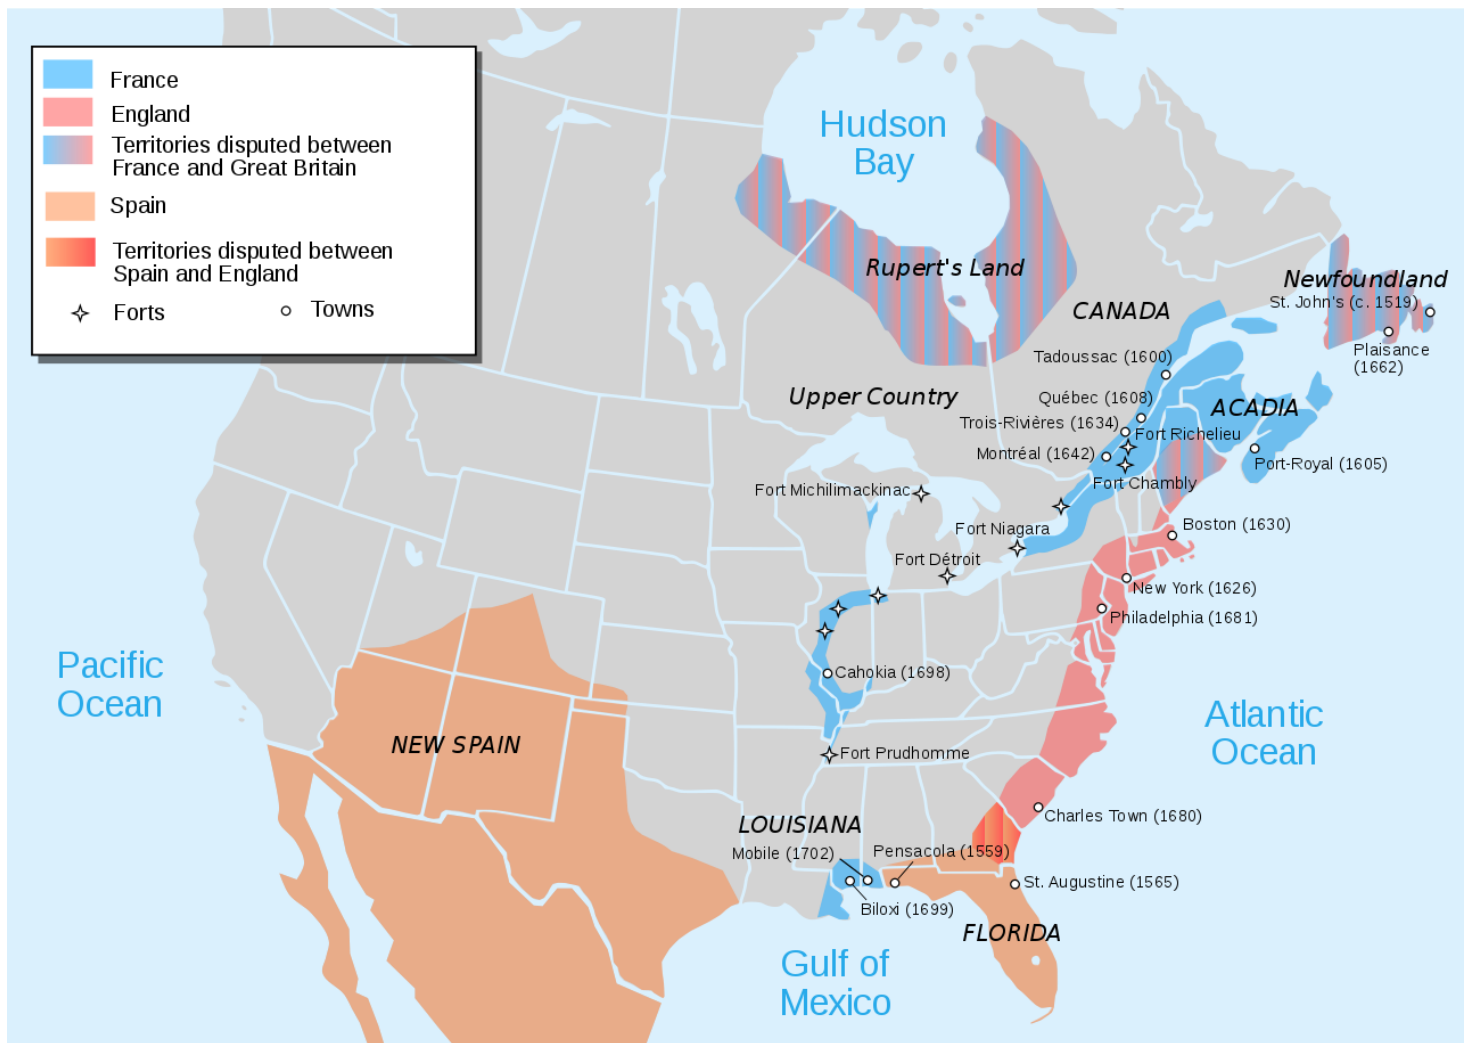 France
England
Territories disputed between
France and Great Britain
Spain
Territories disputed between
Spain and England
Forts
Towns
Hudson
Bay
Rupert's Land
Newfoundland
St. John's (c. 1519)
Plaisance
(1662)
CANADA
Tadoussac (1600)
Upper Country
Québec (1608)
ACADIA
Trois-Rivières (1634)
Fort Richelieu
Montréal (1642)
Port-Royal (1605)
Fort Chambly
Fort Michilimackinac
Fort Niagara
Boston (1630)
Fort Détroit
New York (1626)
Philadelphia (1681)
Pacific
Ocean
Cahokia (1698)
Atlantic
Ocean
NEW SPAIN
Fort Prudhomme
Charles Town (1680)
LOUISIANA
Mobile (1702)
Pensacola (1559)
St. Augustine (1565)
Biloxi (1699)
FLORIDA
Gulf of
Mexico